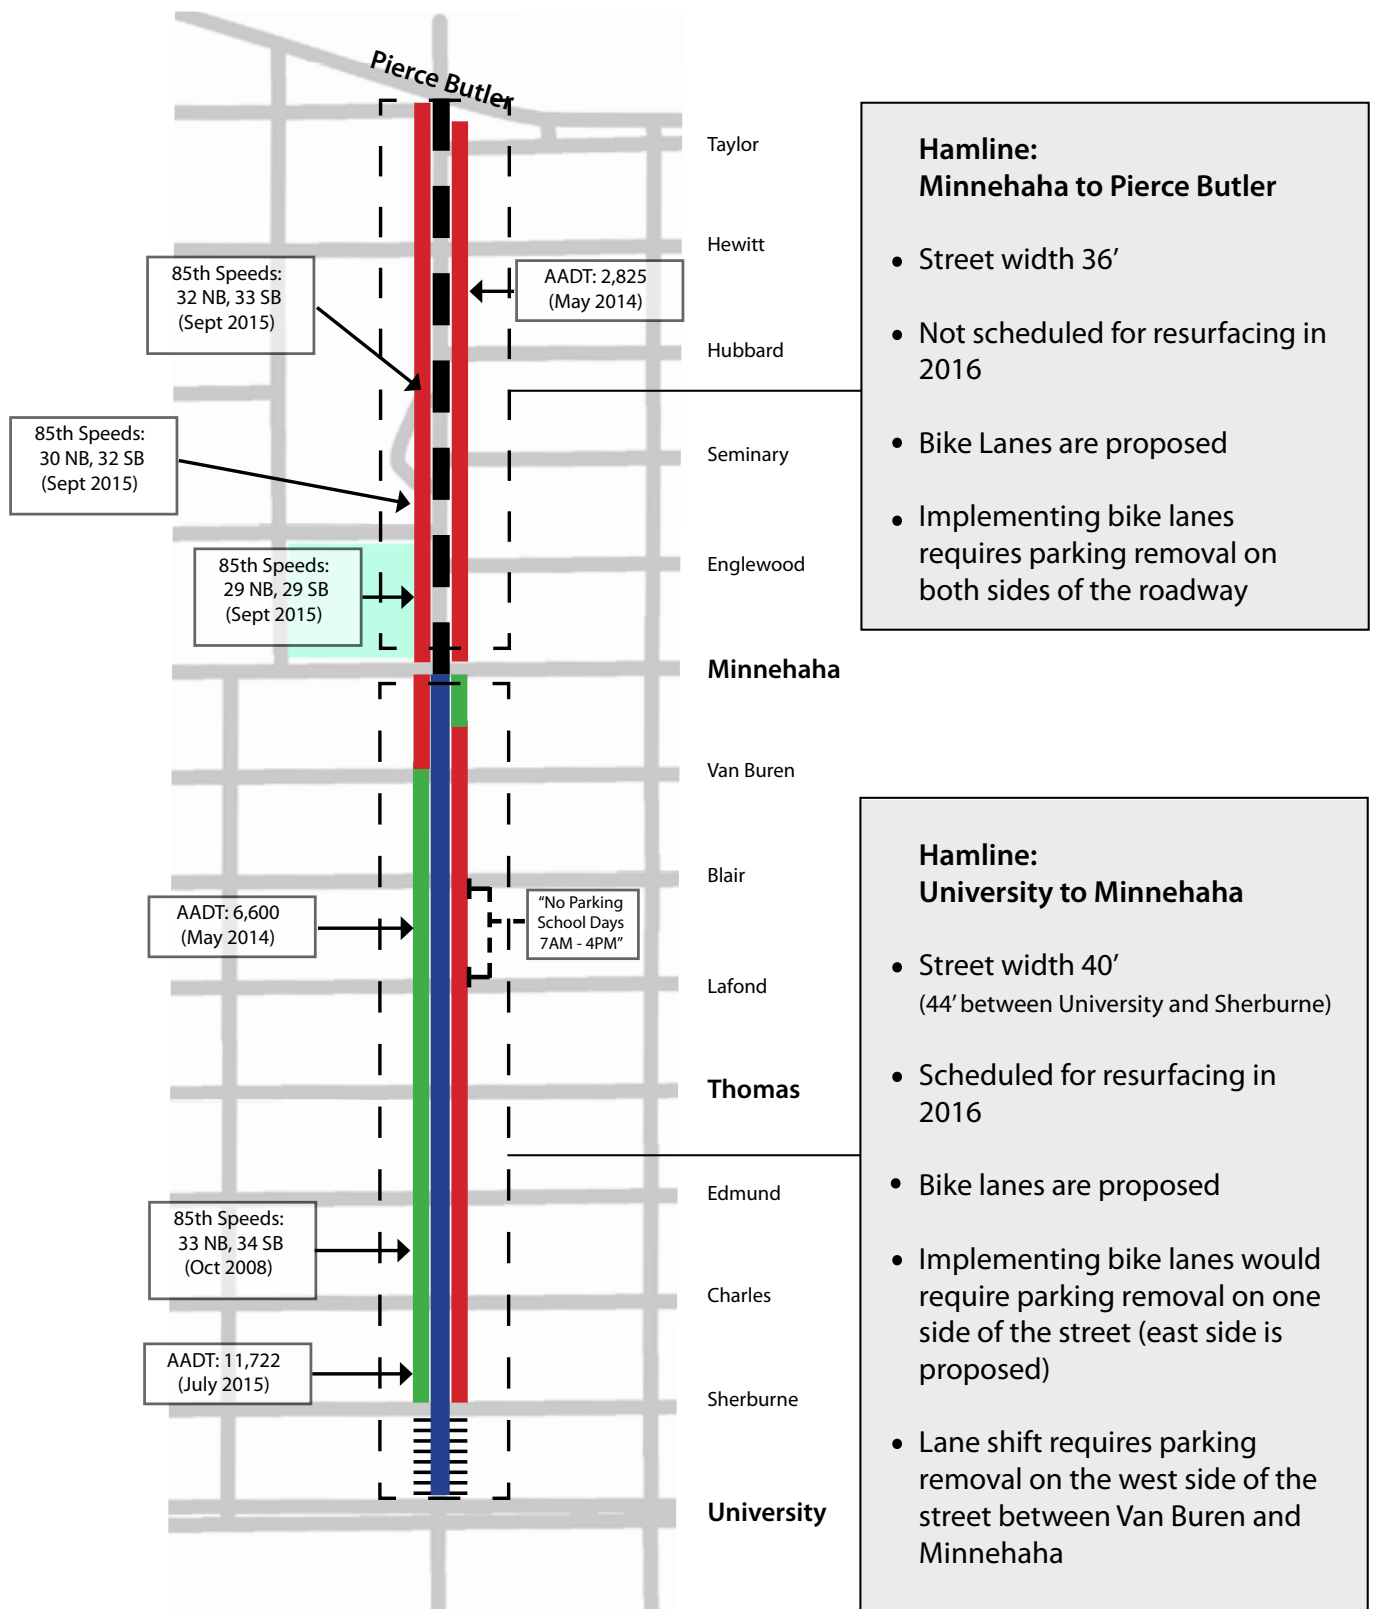 Pierce Butler
Taylor
Hewitt
85th Speeds:
32 NB, 33 SB
(Sept 2015)
AADT: 2,825
(May 2014)
Hubbard
85th Speeds:
30 NB, 32 SB
(Sept 2015)
Seminary
85th Speeds:
29 NB, 29 SB
(Sept 2015)
Englewood
Minnehaha
Van Buren
Blair
AADT: 6,600
(May 2014)
“No Parking
School Days
7AM - 4PM”
Lafond
Thomas
Edmund
85th Speeds:
33 NB, 34 SB
(Oct 2008)
Charles
AADT: 11,722
(July 2015)
Sherburne
University
Hamline:
Minnehaha to Pierce Butler
• Street width 36’
• Not scheduled for resurfacing in
2016
• Bike Lanes are proposed
• Implementing bike lanes
requires parking removal on
both sides of the roadway
Hamline:
University to Minnehaha
• Street width 40’
(44’ between University and Sherburne)
• Scheduled for resurfacing in
2016
• Bike lanes are proposed
• Implementing bike lanes would
require parking removal on one
side of the street (east side is
proposed)
• Lane shift requires parking
removal on the west side of the
street between Van Buren and
Minnehaha